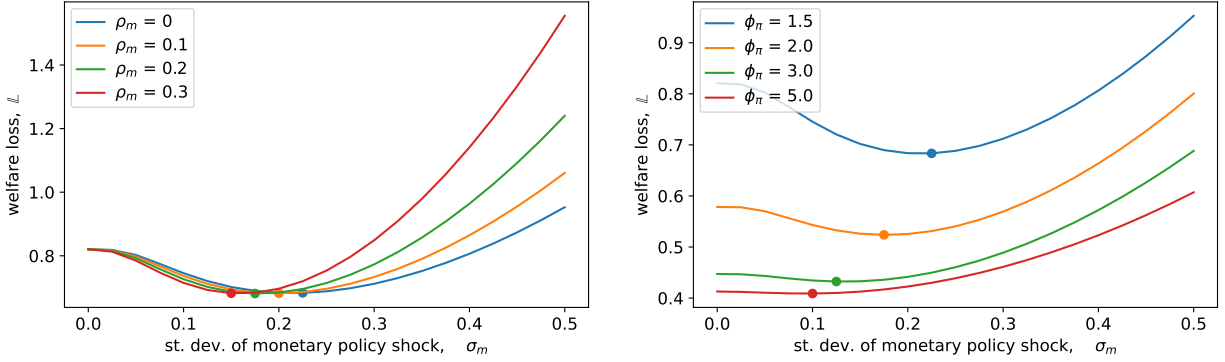 ρm = 0
ρm = 0.1
ρm = 0.2
ρm = 0.3
welfare loss, 𝕃
1.4
1.2
1.0
0.8
0.0 0.1 0.2 0.3 0.4 0.5
st. dev. of monetary policy shock, σm
ϕπ = 1.5
ϕπ = 2.0
ϕπ = 3.0
ϕπ = 5.0
welfare loss, 𝕃
0.9
0.8
0.7
0.6
0.5
0.4
0.0 0.1 0.2 0.3 0.4 0.5
st. dev. of monetary policy shock, σm